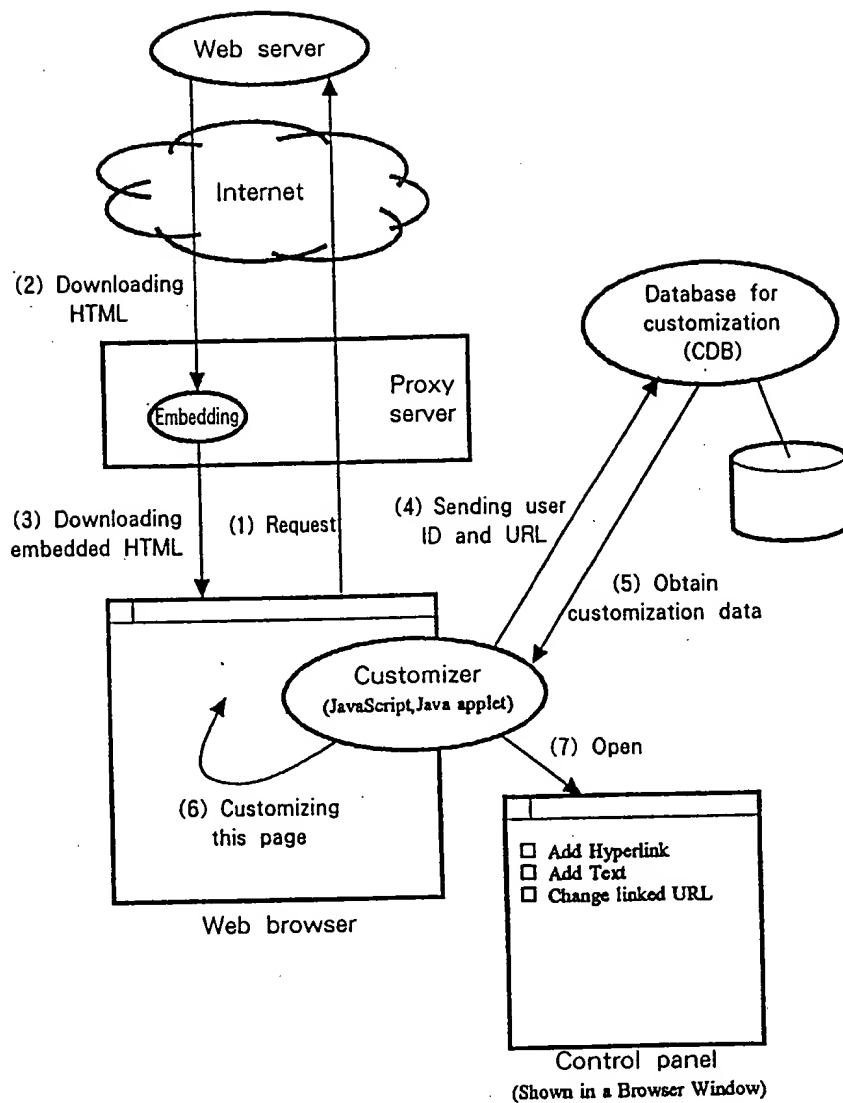 Web server
Internet
(2) Downloading
HTML
Database for
customization
(CDB)
Proxy
server
Embedding
(3) Downloading
embedded HTML
(1) Request
(4) Sending user
ID and URL
(5) Obtain
customization data
Customizer
(JavaScript,Java applet)
(7) Open
(6) Customizing
this page
Add Hyperlink
Add Text
Change linked URL
Web browser
Control panel
(Shown in a Browser Window)